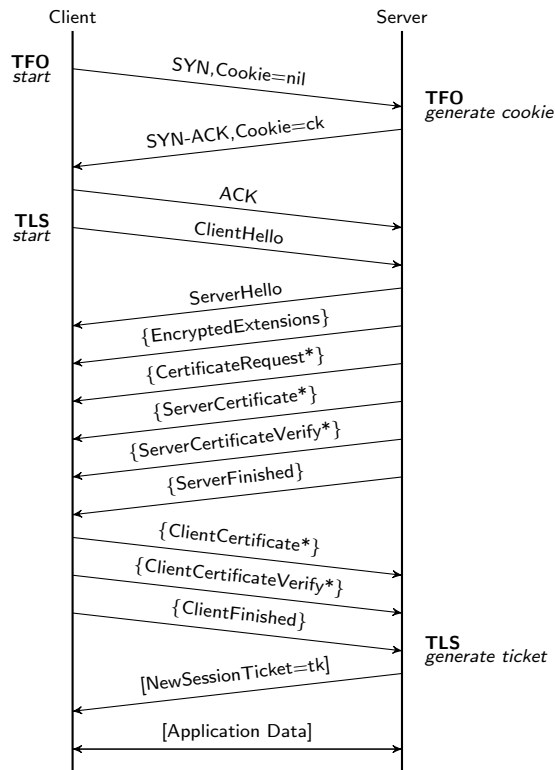 Client
Server
TFO
start
SYN,Cookie=nil
TFO
generate cookie
SYN-ACK,Cookie=ck
ACK
TLS
start
ClientHello
ServerHello
{EncryptedExtensions}
{CertificateRequest*}
{ServerCertificate*}
{ServerCertificateVerify*}
{ServerFinished}
{ClientCertificate*}
{ClientCertificateVerify*}
{ClientFinished}
TLS
generate ticket
[NewSessionTicket=tk]
[Application Data]